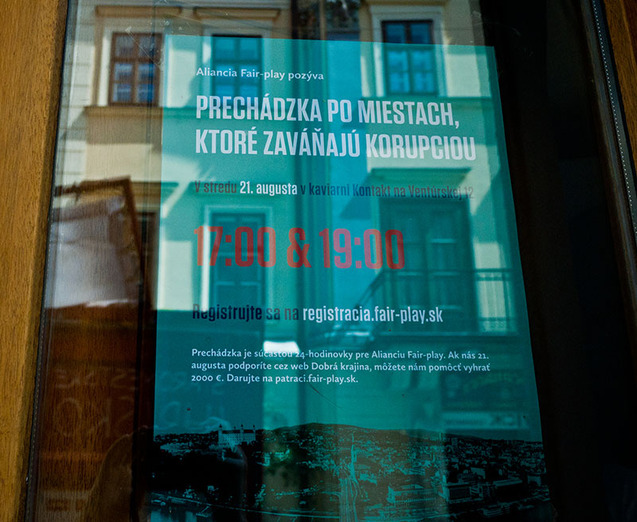 Aliancia Fair-play pozýva
PRECHÁDZKA PO MIESTACH,
KTORÉ ZAVÁŇAJÚ KORUPCIOU
V stredu 21. augusta v kaviarni Kontakt na Ventúrskej 12
17:00 & 19:00
Registrujte sa na registracia.fair-play.sk
Prechádzka je súčasťou 24-hodinovky pre Alianciu Fair-play. Ak nás 21.
augusta podporíte cez web Dobrá krajina, môžete nám pomôcť vyhrať
2000 €. Darujte na patraci.fair-play.sk.